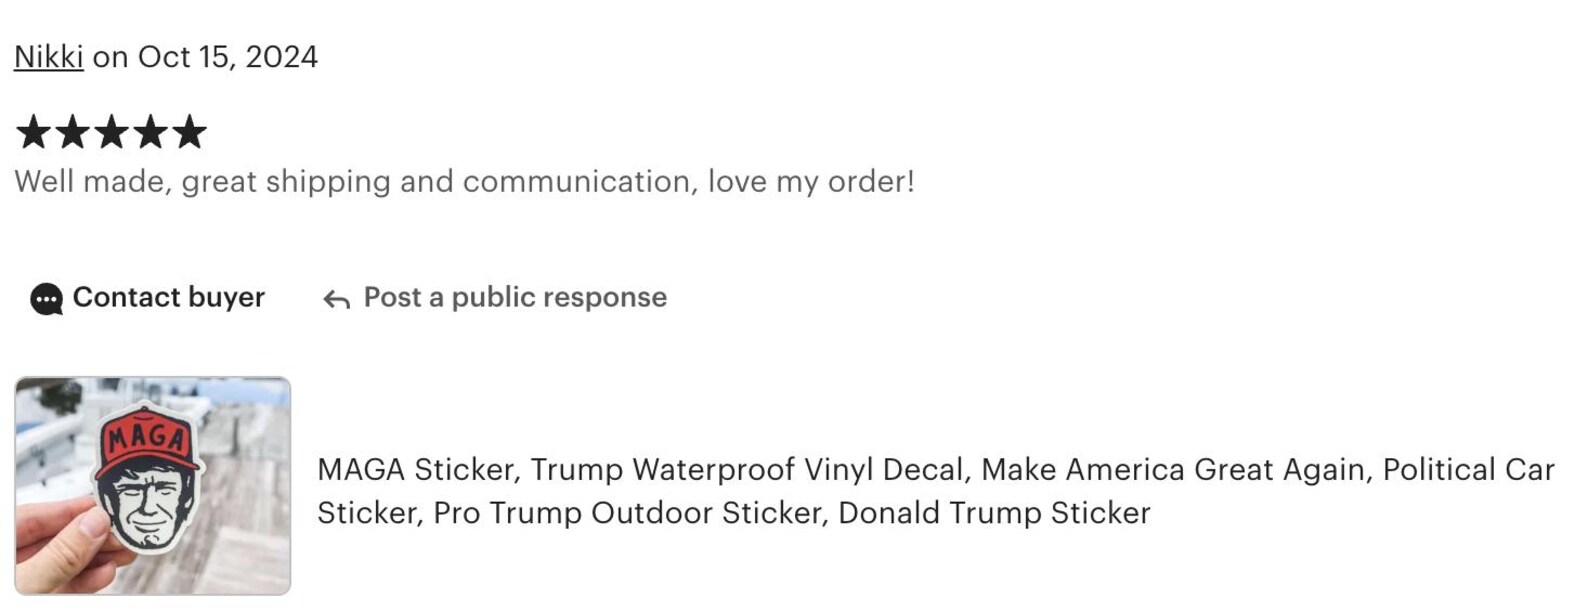 Nikki on Oct 15, 2024
Well made, great shipping and communication, love my order!
Contact buyer
Post a public response
MAGA
MAGA Sticker, Trump Waterproof Vinyl Decal, Make America Great Again, Political Car
Sticker, Pro Trump Outdoor Sticker, Donald Trump Sticker